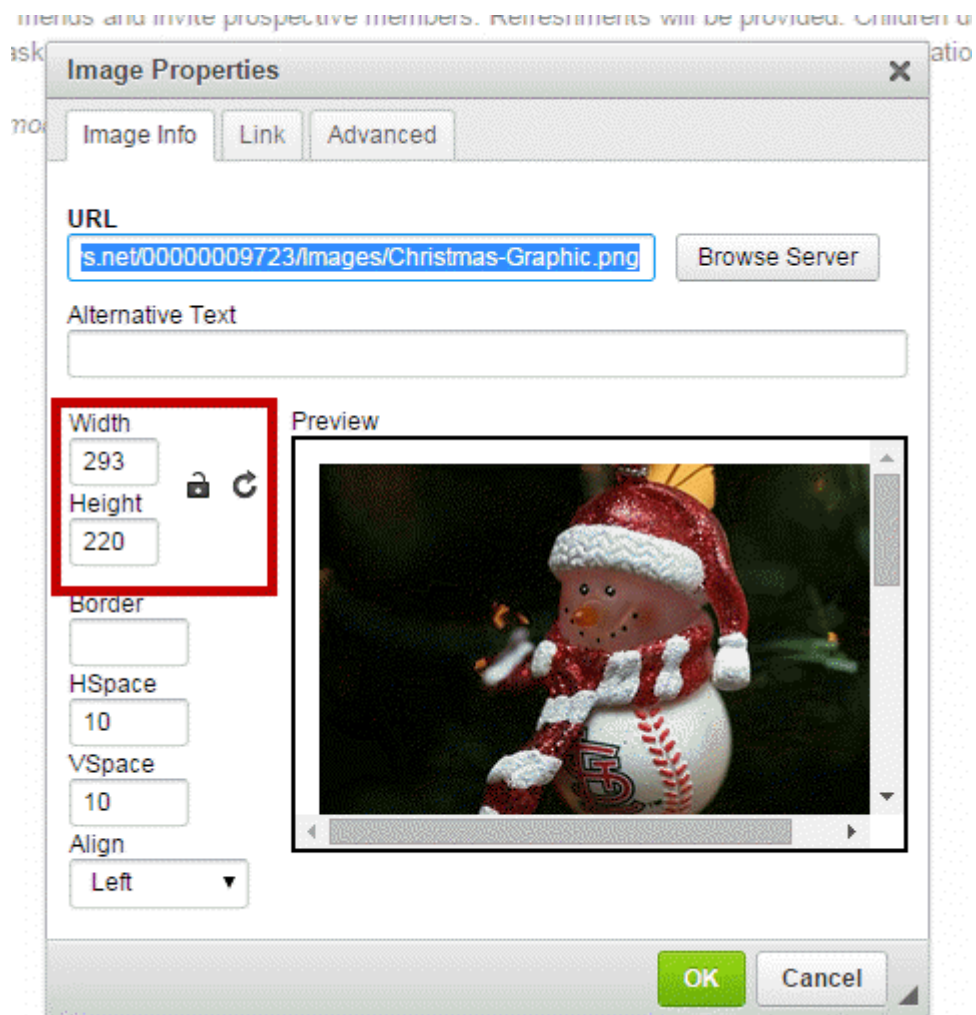 friends and invite prospective members. Refreshments will be provided. Children
ask
Image Properties
Image Info Link Advanced
URL
s.net/00000009723/Images/Christmas-Graphic.png Browse Server
Alternative Text
Width Preview
293
Height
220
Border
HSpace
10
VSpace
10
Align
Left
OK Cancel